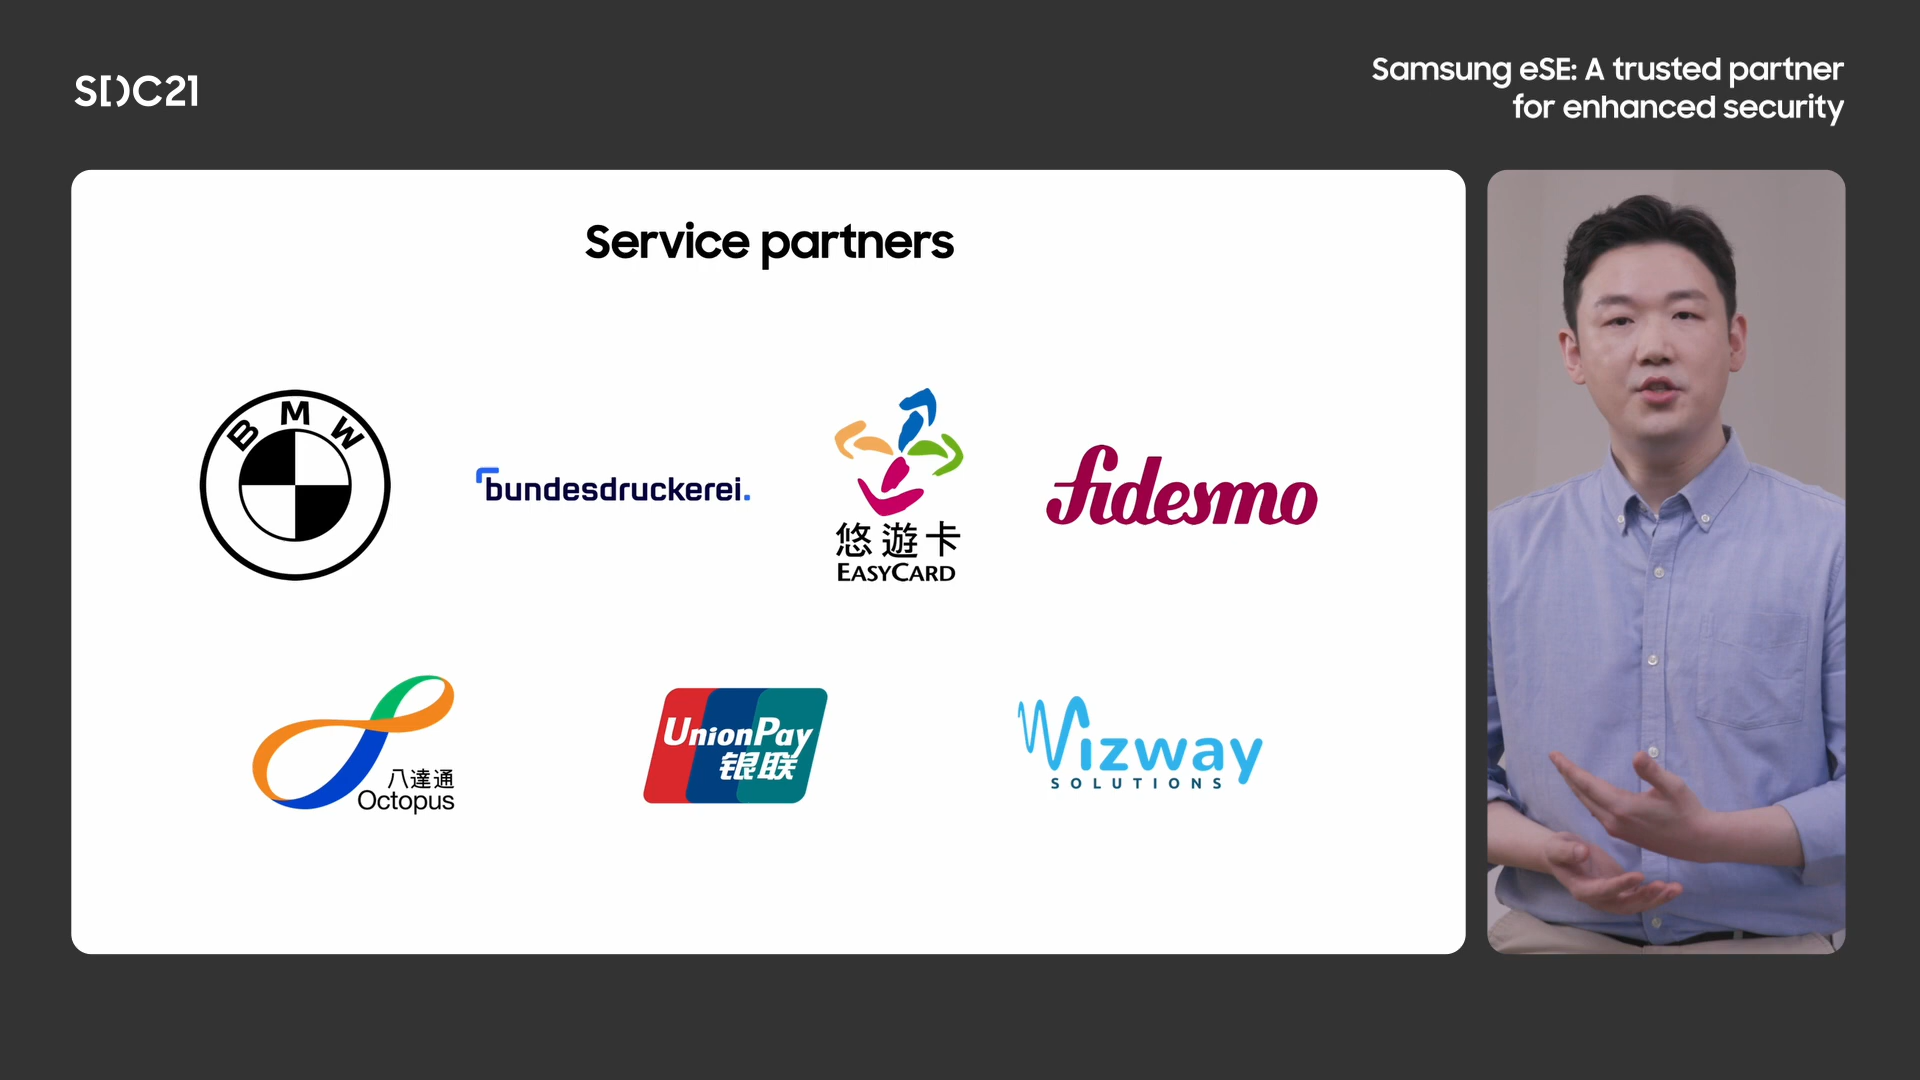 SDC21
Samsung eSE: A trusted partner
for enhanced security
Service partners
BMW
bundesdruckerei.
悠遊卡
EASYCARD
fidesmo
八達通
Octopus
UnionPay
银联
Wizway
SOLUTIONS